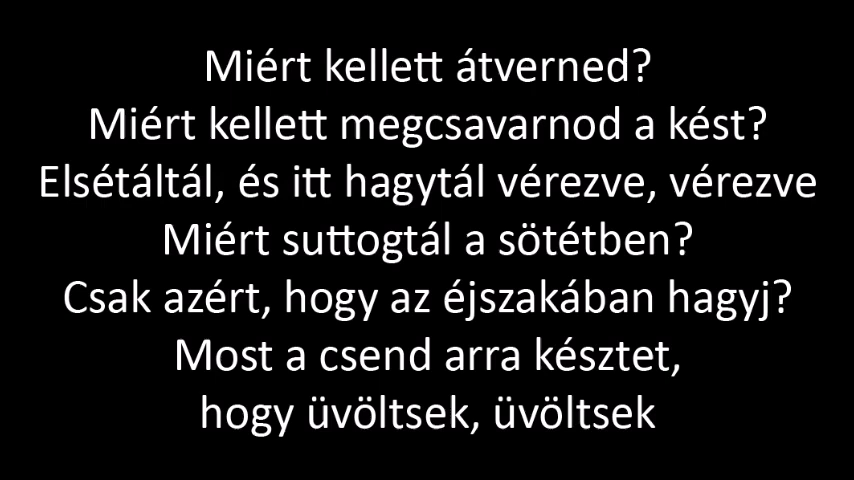 Miért kellett átverned?
Miért kellett megcsavarnod a kést?
Elsétáltál, és itt hagytál vérezve, vérezve
Miért suttogtál a sötétben?
Csak azért, hogy az éjszakában hagyj?
Most a csend arra késztet,
hogy üvöltsek, üvöltsek